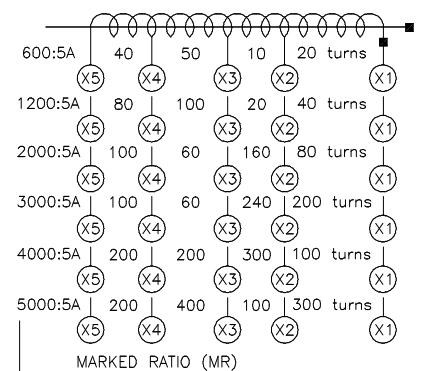 600:5A 40 50 10 20 turns
X5 X4 X3 X2 X1
1200:5A 80 100 20 40 turns
X5 X4 X3 X2 X1
2000:5A 100 60 160 80 turns
X5 X4 X3 X2 X1
3000:5A 100 60 240 200 turns
X5 X4 X3 X2 X1
4000:5A 200 200 300 100 turns
X5 X4 X3 X2 X1
5000:5A 200 400 100 300 turns
X5 X4 X3 X2 X1
MARKED RATIO (MR)